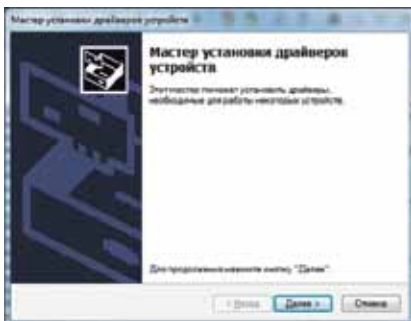 Мастер установки драйверов устройств
Мастер установки драйверов
устройств
Этот мастер поможет установить драйверы,
необходимые для работы некоторых устройств.
Для продолжения нажмите кнопку "Далее"
< Назад
Далее >
Отмена